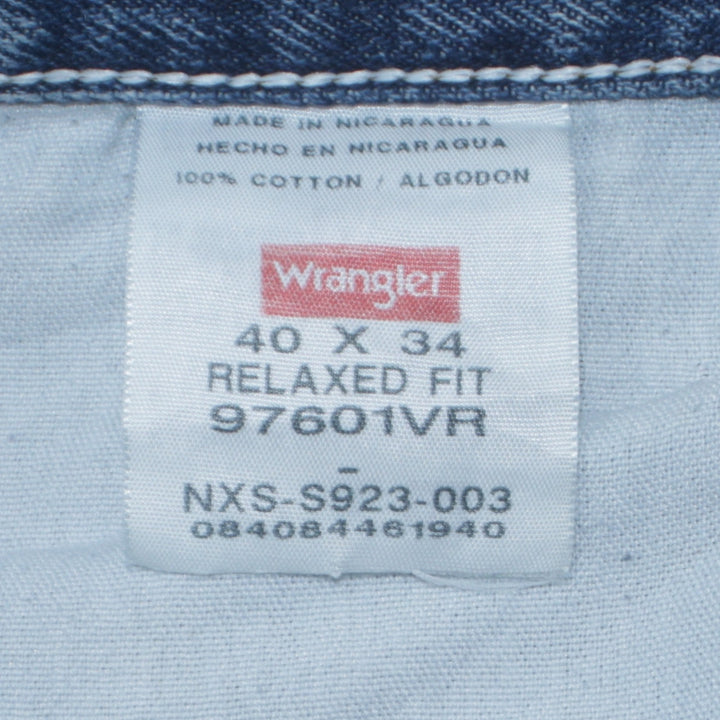 MADE IN NICARAGUA
HECHO EN NICARAGUA
100% COTTON / ALGODON
Wrangler
40 X 34
RELAXED FIT
97601VR
-
NXS-S923-003
084084461940